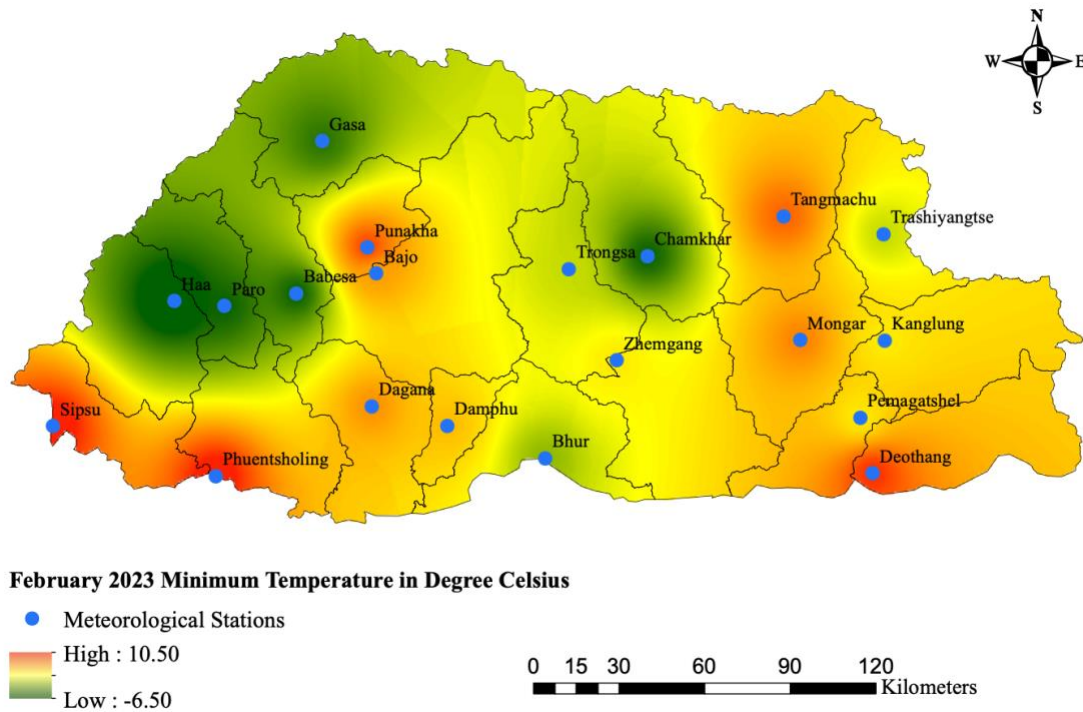 N
W E
S
Gasa
Punakha
Tangmachu
Trashiyangtse
Bajo
Trongsa
Chamkhar
Babesa
Haa
Paro
Mongar
Kanglung
Zhemgang
Dagana
Sipsu
Damphu
Pemagatshel
Bhur
Phuentsholing
Deothang
February 2023 Minimum Temperature in Degree Celsius
Meteorological Stations
High : 10.50
Low : -6.50
0 15 30 60 90 120
Kilometers